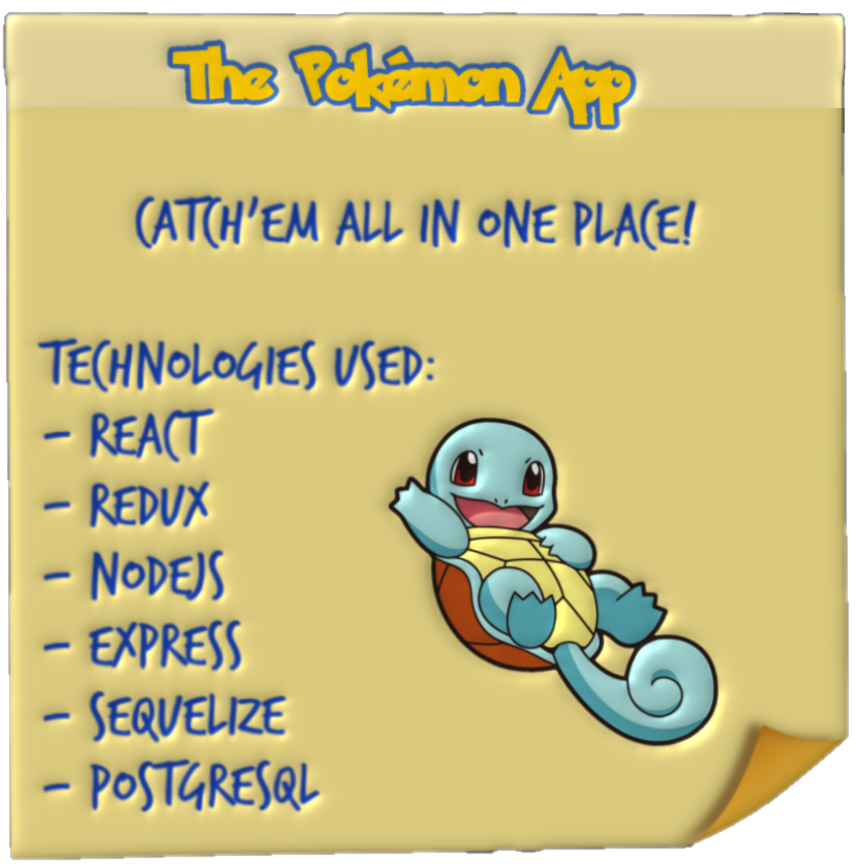 The Pokémon App
CATCH'EM ALL IN ONE PLACE!
TECHNOLOGIES USED:
- REACT
- REDUX
- NODEJS
- EXPRESS
- SEQUELIZE
- POSTGRESQL